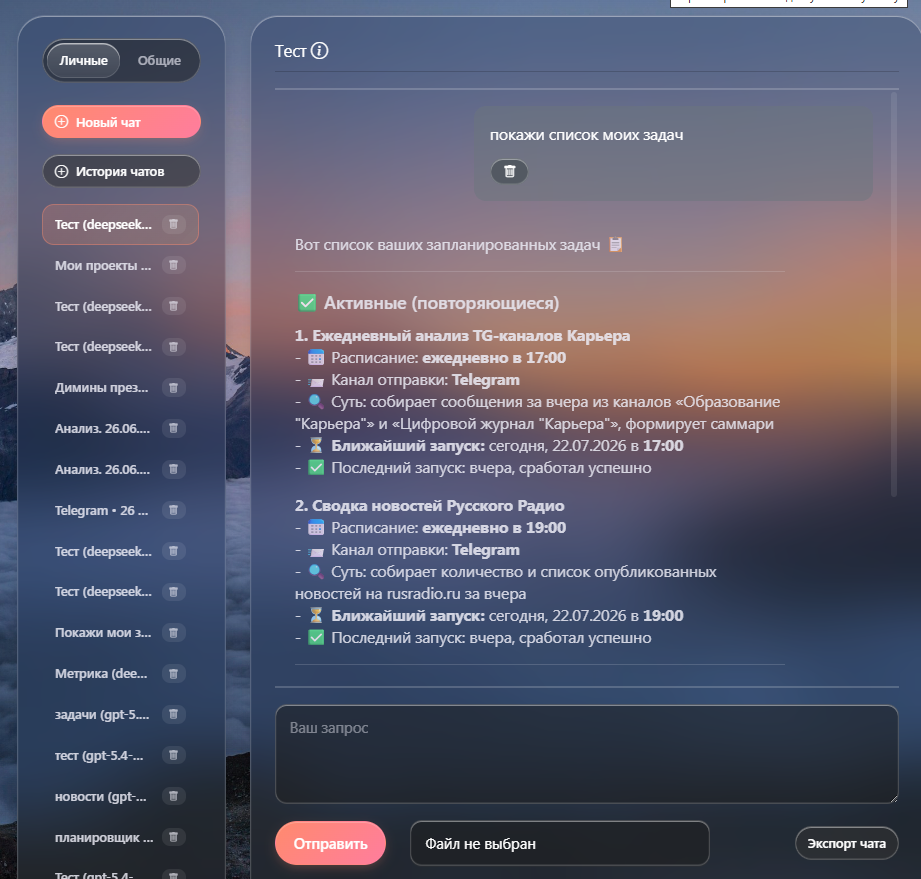 Личные
Общие
Новый чат
История чатов
Тест (deepseek...
Мои проекты ...
Тест (deepseek...
Тест (deepseek...
Димины през...
Анализ. 26.06....
Анализ. 26.06....
Telegram • 26 ...
Тест (deepseek...
Тест (deepseek...
Покажи мои з...
Метрика (dee...
задачи (gpt-5....
тест (gpt-5.4-...
новости (gpt-...
планировщик ...
Тест (gpt-5.4-
Тест
покажи список моих задач
Вот список ваших запланированных задач
Активные (повторяющиеся)
1. Ежедневный анализ TG-каналов Карьера
- Расписание: ежедневно в 17:00
- Канал отправки: Telegram
- Суть: собирает сообщения за вчера из каналов «Образование
"Карьера"» и «Цифровой журнал "Карьера"», формирует саммари
- Ближайший запуск: сегодня, 22.07.2026 в 17:00
- Последний запуск: вчера, сработал успешно
2. Сводка новостей Русского Радио
- Расписание: ежедневно в 19:00
- Канал отправки: Telegram
- Суть: собирает количество и список опубликованных
новостей на rusradio.ru за вчера
- Ближайший запуск: сегодня, 22.07.2026 в 19:00
- Последний запуск: вчера, сработал успешно
Ваш запрос
Отправить
Файл не выбран
Экспорт чата